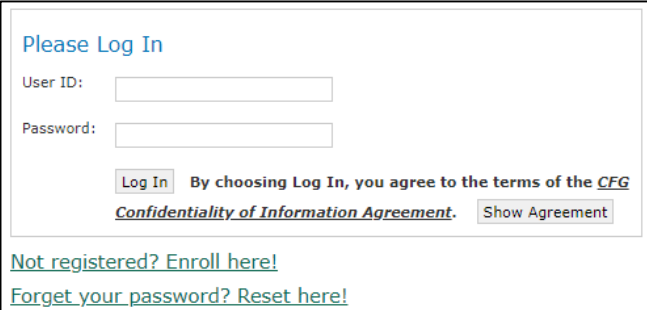 Please Log In
User ID:
Password:
Log In By choosing Log In, you agree to the terms of the CFG
Confidentiality of Information Agreement. Show Agreement
Not registered? Enroll here!
Forget your password? Reset here!